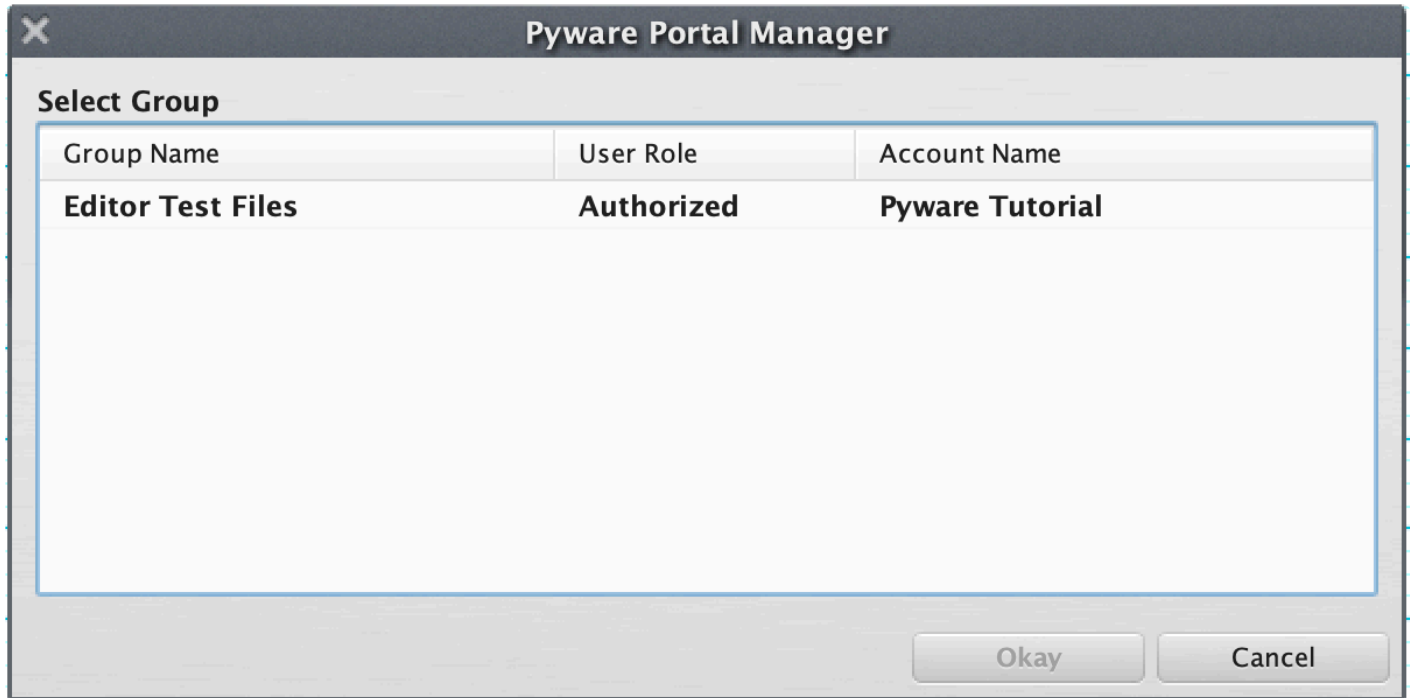 Pyware Portal Manager
Select Group
Group Name User Role Account Name
Editor Test Files Authorized Pyware Tutorial
Okay Cancel